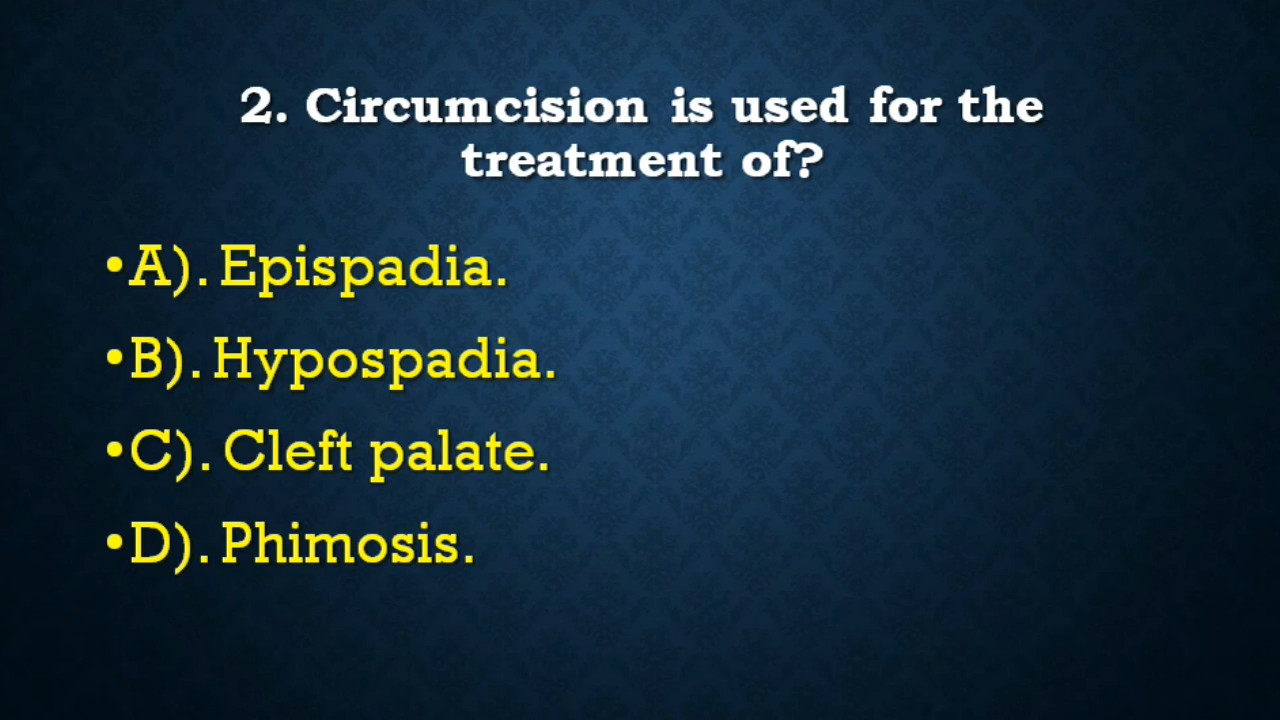 2. Circumcision is used for the
treatment of?
•A). Epispadia.
•B). Hypospadia.
•C). Cleft palate.
•D). Phimosis.